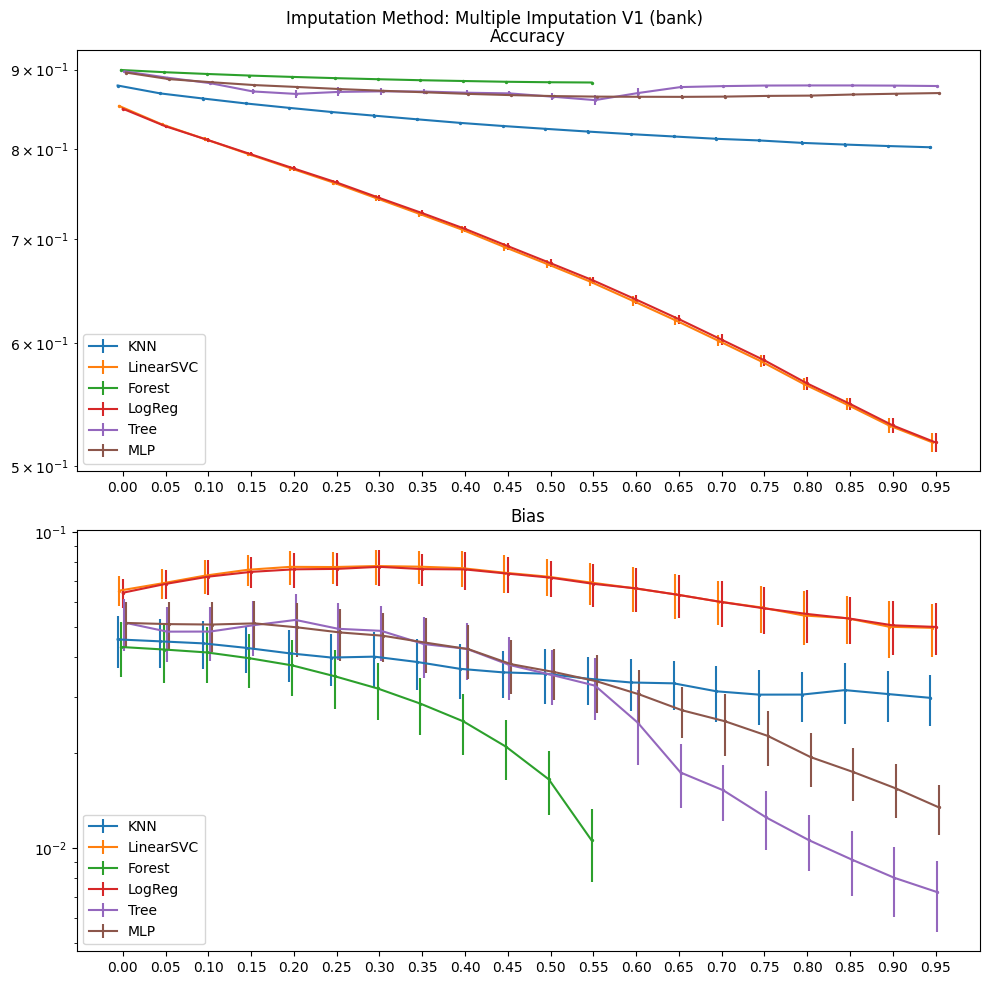 Imputation Method: Multiple Imputation V1 (bank)
Accuracy
9 × 10⁻¹
8 × 10⁻¹
7 × 10⁻¹
6 × 10⁻¹
5 × 10⁻¹
KNN
LinearSVC
Forest
LogReg
Tree
MLP
0.00 0.05 0.10 0.15 0.20 0.25 0.30 0.35 0.40 0.45 0.50 0.55 0.60 0.65 0.70 0.75 0.80 0.85 0.90 0.95
Bias
10⁻¹
10⁻²
KNN
LinearSVC
Forest
LogReg
Tree
MLP
0.00 0.05 0.10 0.15 0.20 0.25 0.30 0.35 0.40 0.45 0.50 0.55 0.60 0.65 0.70 0.75 0.80 0.85 0.90 0.95